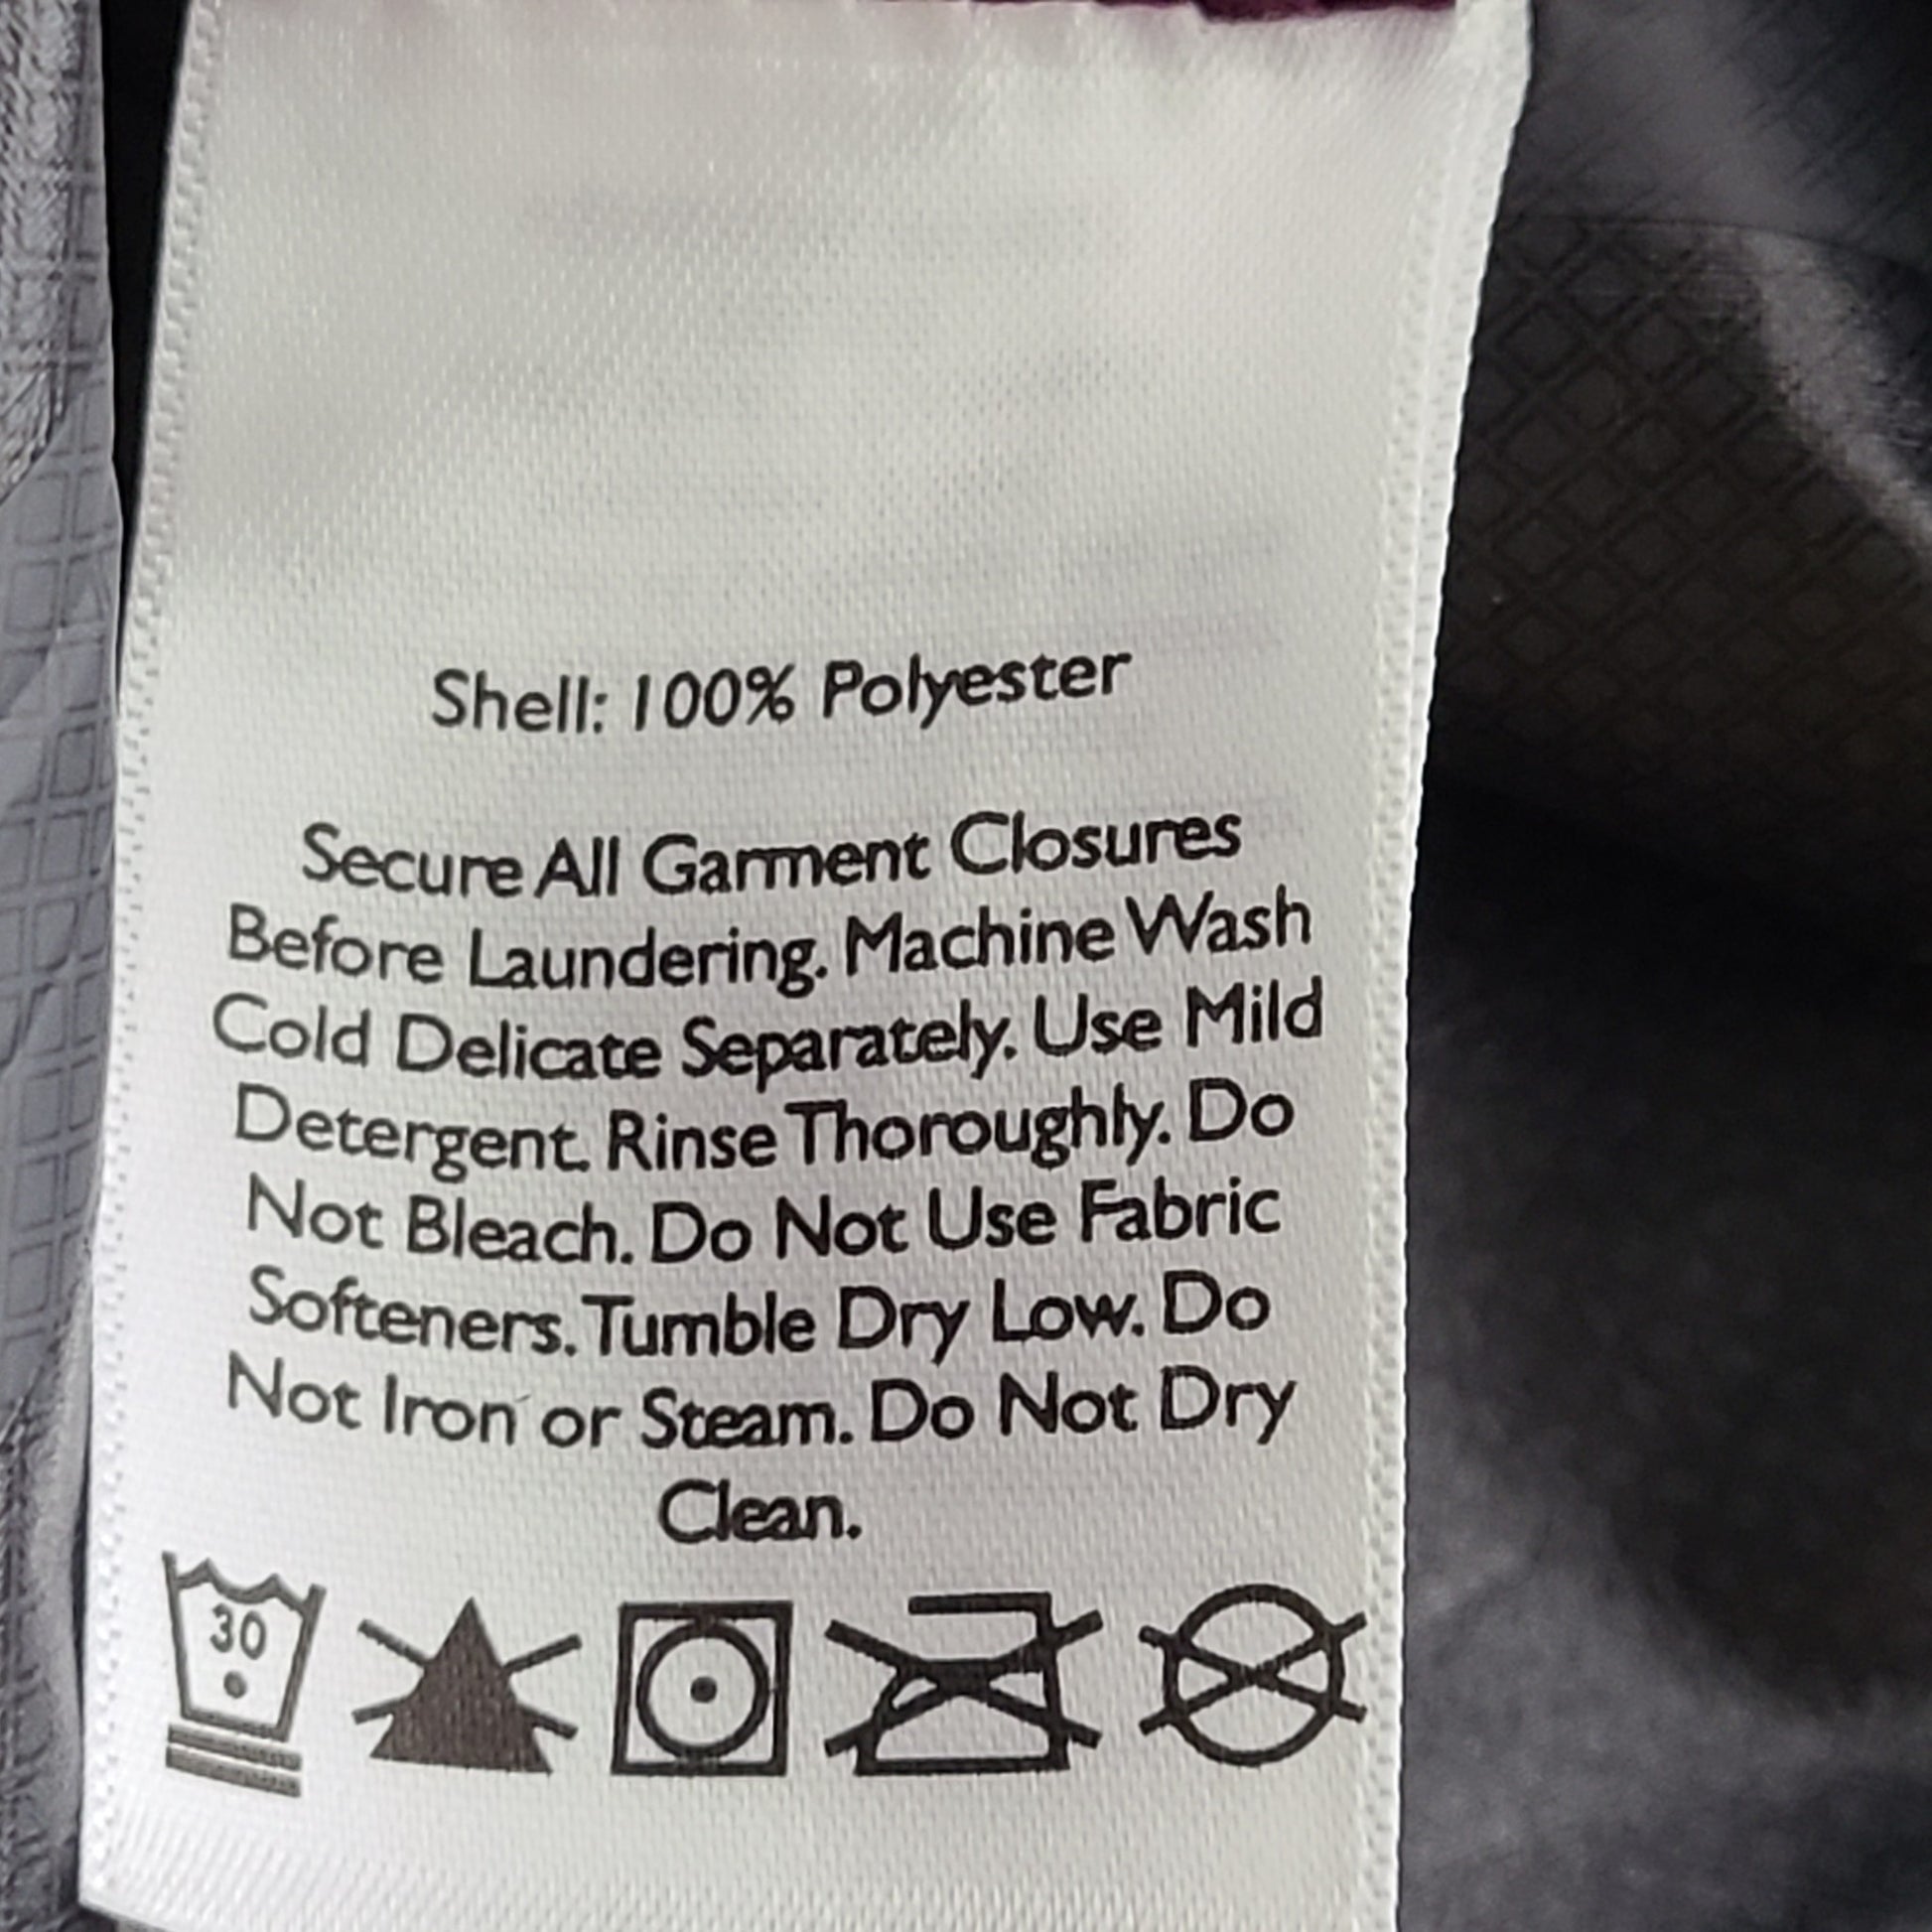 Shell: 100% Polyester
Secure All Garment Closures
Before Laundering. Machine Wash
Cold Delicate Separately. Use Mild
Detergent. Rinse Thoroughly. Do
Not Bleach. Do Not Use Fabric
Softeners. Tumble Dry Low. Do
Not Iron or Steam. Do Not Dry
Clean.
30